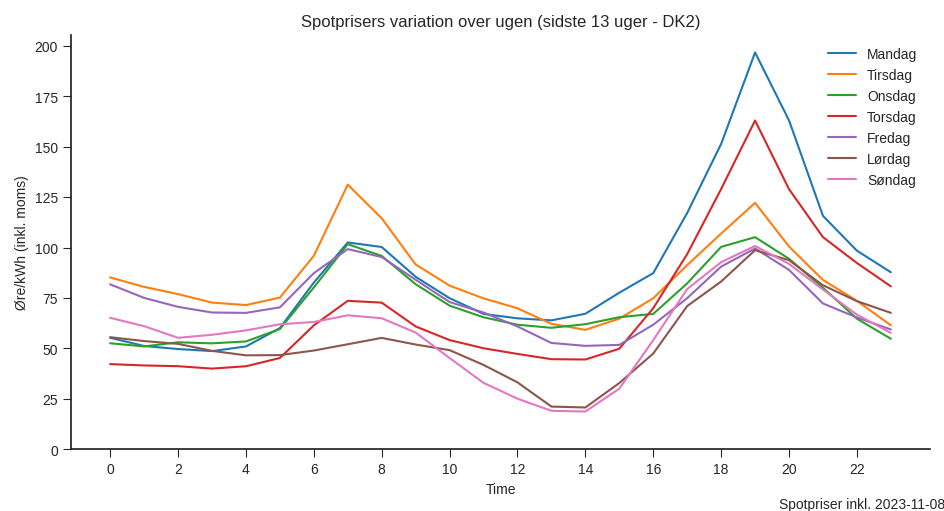 Spotprisers variation over ugen (sidste 13 uger - DK2)
Øre/kWh (inkl. moms)
200
175
150
125
100
75
50
25
0
0 2 4 6 8 10 12 14 16 18 20 22
Time
Mandag
Tirsdag
Onsdag
Torsdag
Fredag
Lørdag
Søndag
Spotpriser inkl. 2023-11-08